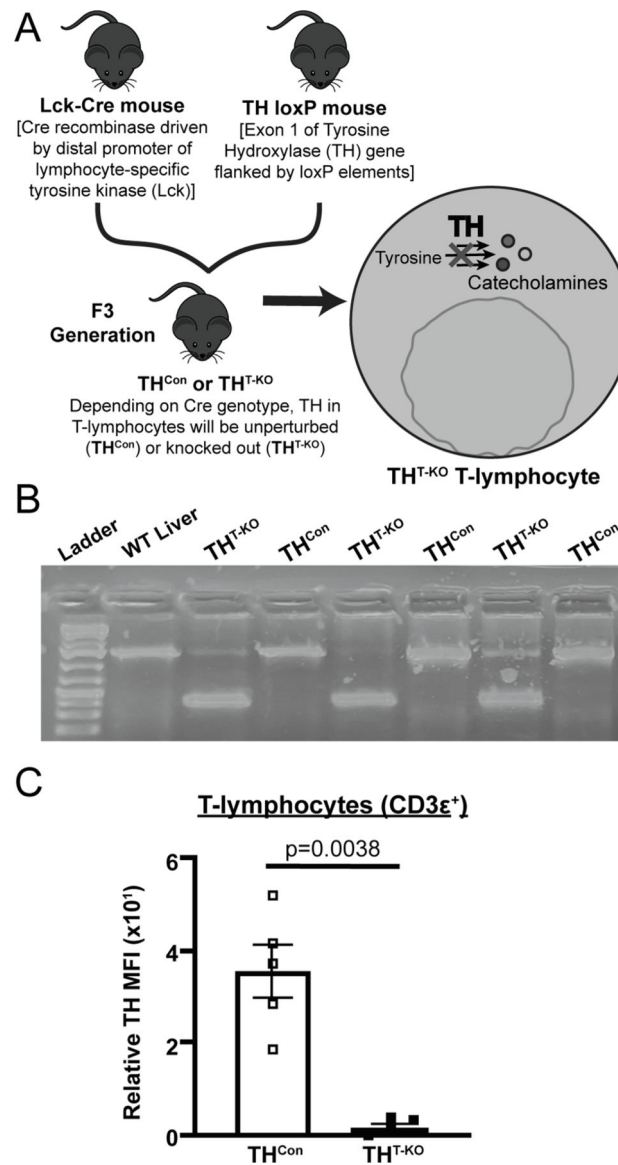 A
Lck-Cre mouse
[Cre recombinase driven
by distal promoter of
lymphocyte-specific
tyrosine kinase (Lck)]
TH loxP mouse
[Exon 1 of Tyrosine
Hydroxylase (TH) gene
flanked by loxP elements]
F3
Generation
TH^Con or TH^T-KO
Depending on Cre genotype, TH in
T-lymphocytes will be unperturbed
(TH^Con) or knocked out (TH^T-KO)
TH
Tyrosine
Catecholamines
TH^T-KO T-lymphocyte
B
Ladder
WT Liver
TH^T-KO
TH^Con
TH^T-KO
TH^Con
TH^T-KO
TH^Con
C
T-lymphocytes (CD3ε⁺)
p=0.0038
Relative TH MFI (x10¹)
6
4
2
0
TH^Con
TH^T-KO